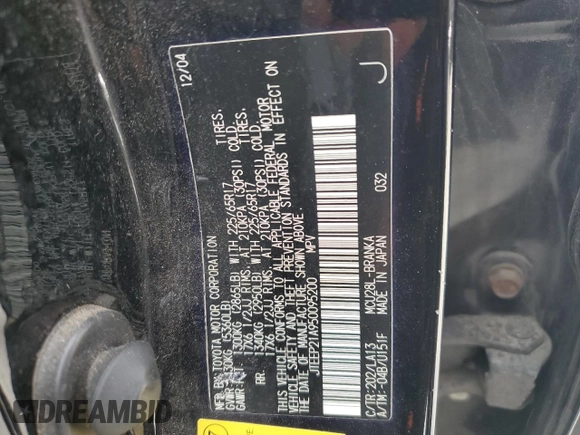 12/04
MFR.BY: TOYOTA MOTOR CORPORATION
GVWR 2430KG (5360LB)
GAWR FRT. 1300KG (2865LB) WITH 225/65R17 TIRES,
17X6 1/2JJ RIMS, AT 210KPA (30PSI) COLD.
GAWR RR. 1340KG (2950LB) WITH 225/65R17 TIRES,
17X6 1/2JJ RIMS, AT 210KPA (30PSI) COLD.
THIS VEHICLE CONFORMS TO ALL APPLICABLE FEDERAL MOTOR
VEHICLE SAFETY AND THEFT PREVENTION STANDARDS IN EFFECT ON
THE DATE OF MANUFACTURE SHOWN ABOVE.
JTEEP21A950095200 MPV
C/TR:202/LA13 MCU28L-BRANKA
A/TM:-04B/U151F MADE IN JAPAN
032
J
DREAMBID